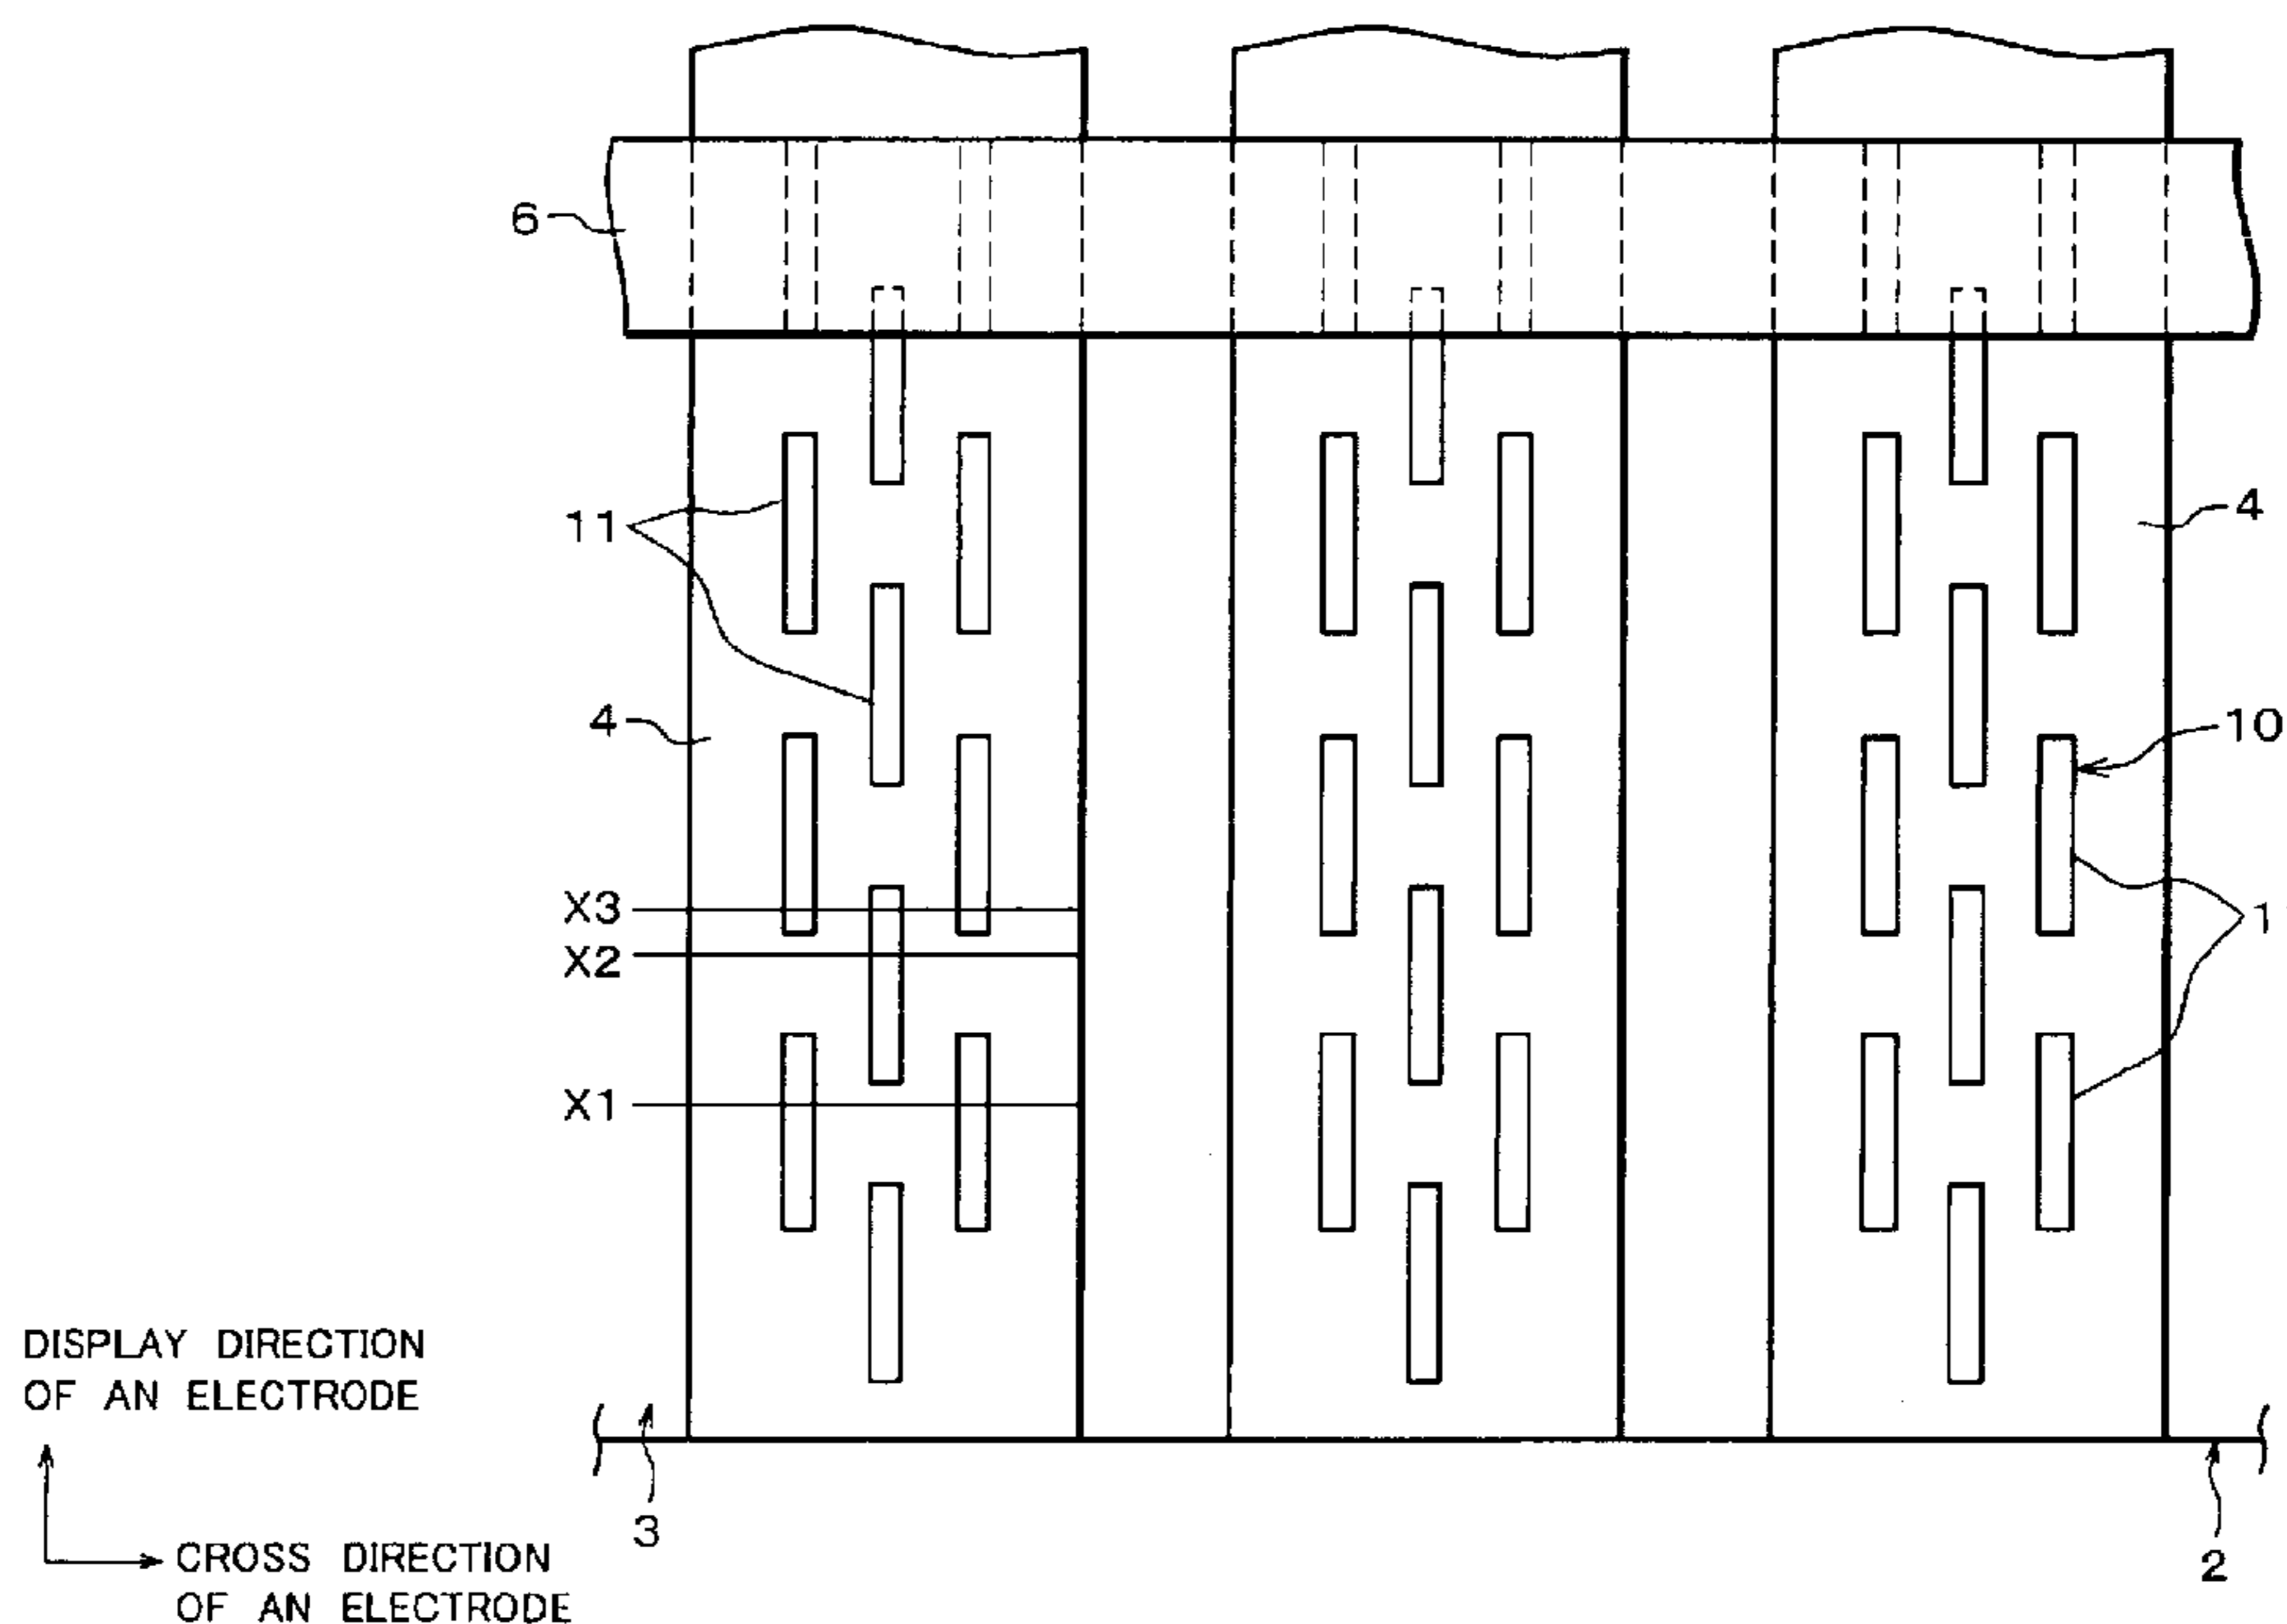 6
11
4
4
10
X3
1
X2
X1
DISPLAY DIRECTION
OF AN ELECTRODE
3
CROSS DIRECTION
OF AN ELECTRODE
2